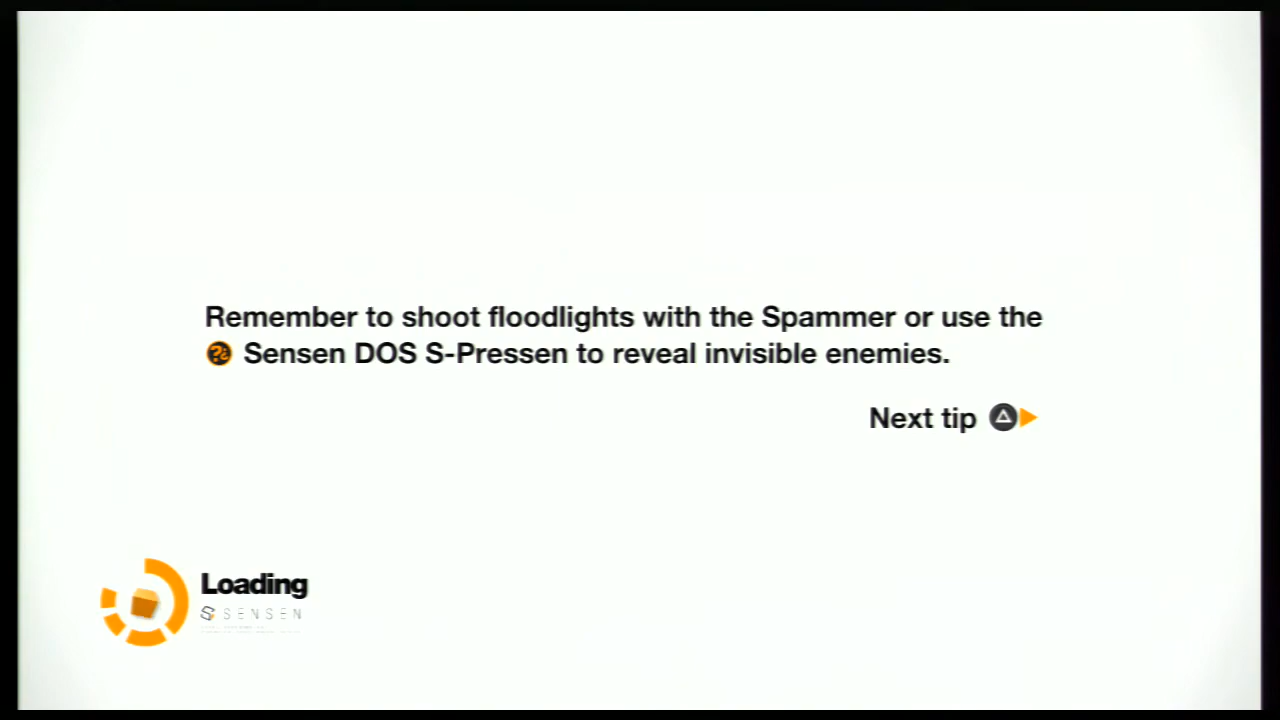 Remember to shoot floodlights with the Spammer or use the
Sensen DOS S-Pressen to reveal invisible enemies.
Next tip
Loading
SENSEN